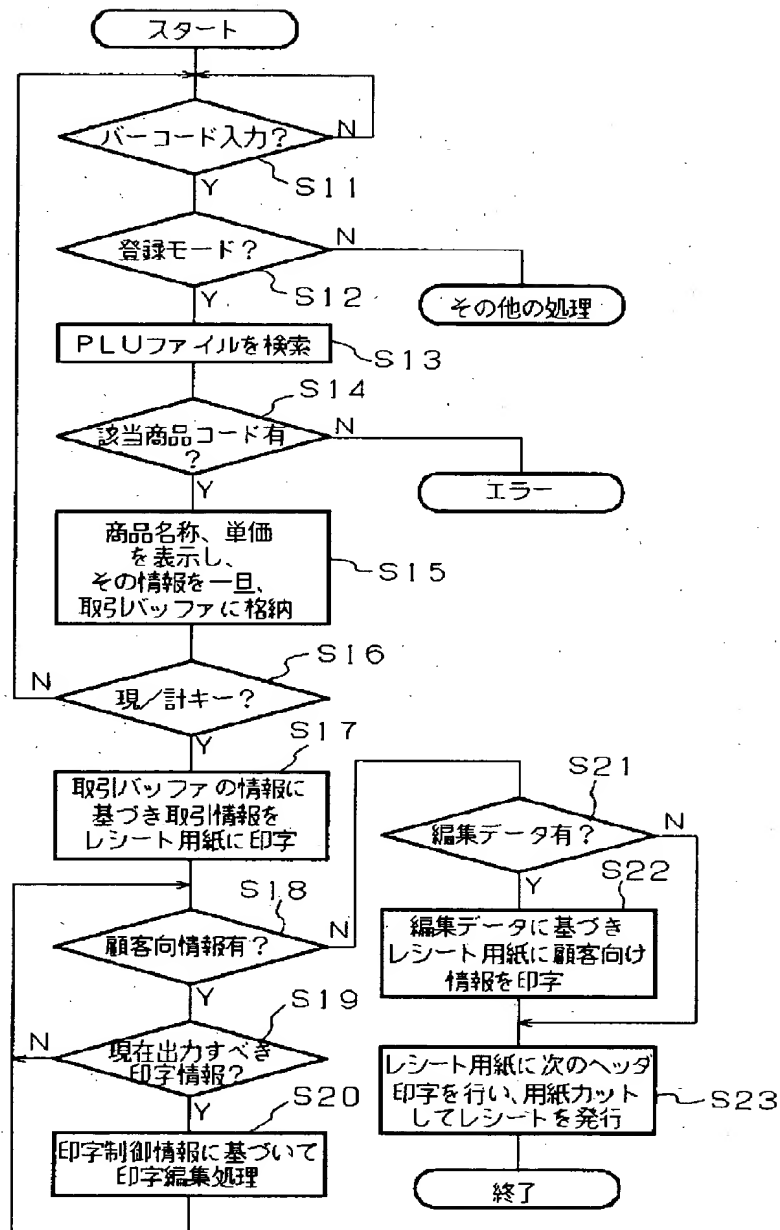 スタート
バーコード入力?
N
S11
Y
登録モード?
N
S12
Y
その他の処理
PLUファイルを検索
S13
S14
該当商品コード有
?
N
Y
エラー
商品名称、単価
を表示し、
その情報を一旦、
取引バッファに格納
S15
S16
N
現/計キー?
Y
S17
取引バッファの情報に
基づき取引情報を
レシート用紙に印字
S18
顧客向情報有?
N
Y
S19
N
現在出力すべき
印字情報?
Y
S20
印字制御情報に基づいて
印字編集処理
S21
編集データ有?
N
Y
S22
編集データに基づき
レシート用紙に顧客向け
情報を印字
レシート用紙に次のヘッダ
印字を行い、用紙カット
してレシートを発行
S23
終了